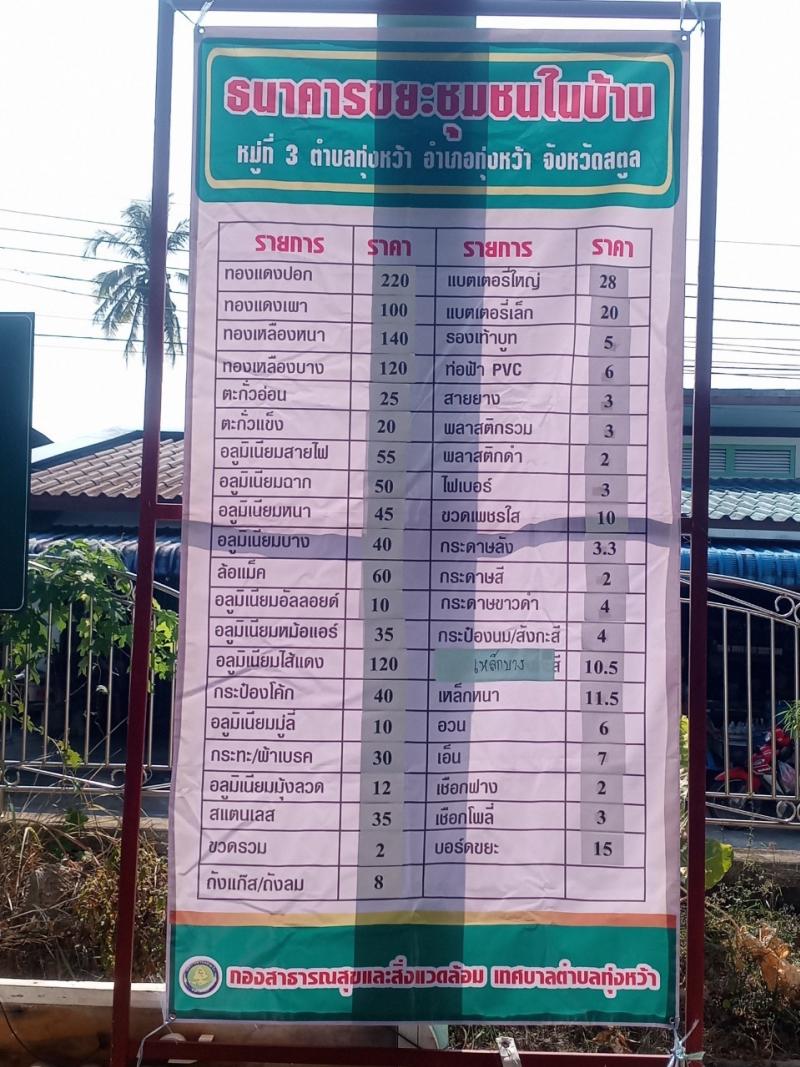 ธนาคารขยะชุมชนในบ้าน
หมู่ที่ 3 ตำบลทุ่งหว้า อำเภอทุ่งหว้า จังหวัดสตูล
รายการ ราคา รายการ ราคา
ทองแดงปอก 220 แบตเตอรี่ใหญ่ 28
ทองแดงเผา 100 แบตเตอรี่เล็ก 20
ทองเหลืองหนา 140 รองเท้าบูท 5
ทองเหลืองบาง 120 ท่อฟ้า PVC 6
ตะกั่วอ่อน 25 สายยาง 3
ตะกั่วแข็ง 20 พลาสติกรวม 3
อลูมิเนียมสายไฟ 55 พลาสติกดำ 2
อลูมิเนียมฉาก 50 ไฟเบอร์ 3
อลูมิเนียมหนา 45 ขวดเพชรใส 10
อลูมิเนียมบาง 40 กระดาษลัง 3.3
ล้อแม็ค 60 กระดาษสี 2
อลูมิเนียมอัลลอยด์ 10 กระดาษขาวดำ 4
อลูมิเนียมหม้อแอร์ 35 กระป๋องนม/สังกะสี 4
อลูมิเนียมไส้แดง 120 เหล็กบาง สี 10.5
กระป๋องโค้ก 40 เหล็กหนา 11.5
อลูมิเนียมมู่ลี่ 10 อวน 6
กระทะ/ผ้าเบรค 30 เอ็น 7
อลูมิเนียมมุ้งลวด 12 เชือกฟาง 2
สแตนเลส 35 เชือกโพลี่ 3
ขวดรวม 2 บอร์ดขยะ 15
ถังแก๊ส/ถังลม 8
กองสาธารณสุขและสิ่งแวดล้อม เทศบาลตำบลทุ่งหว้า